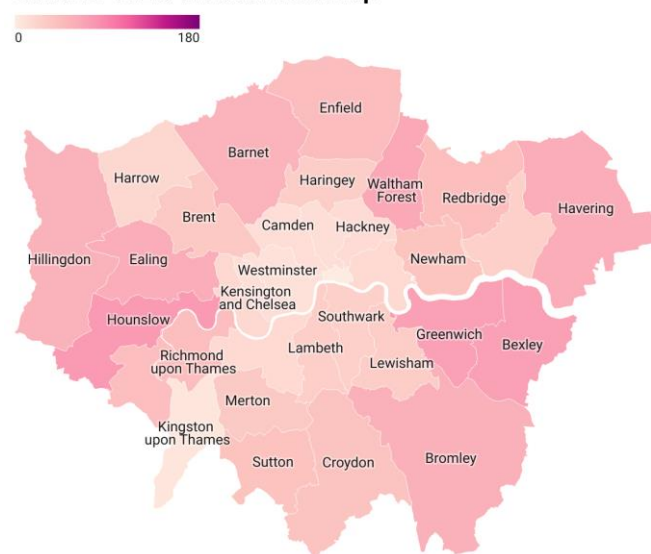 0
180
Enfield
Barnet
Harrow
Haringey
Waltham
Forest
Redbridge
Havering
Brent
Camden
Hackney
Hillingdon
Ealing
Westminster
Newham
Kensington
and Chelsea
Hounslow
Southwark
Greenwich
Bexley
Richmond
upon Thames
Lambeth
Lewisham
Merton
Kingston
upon Thames
Sutton
Croydon
Bromley